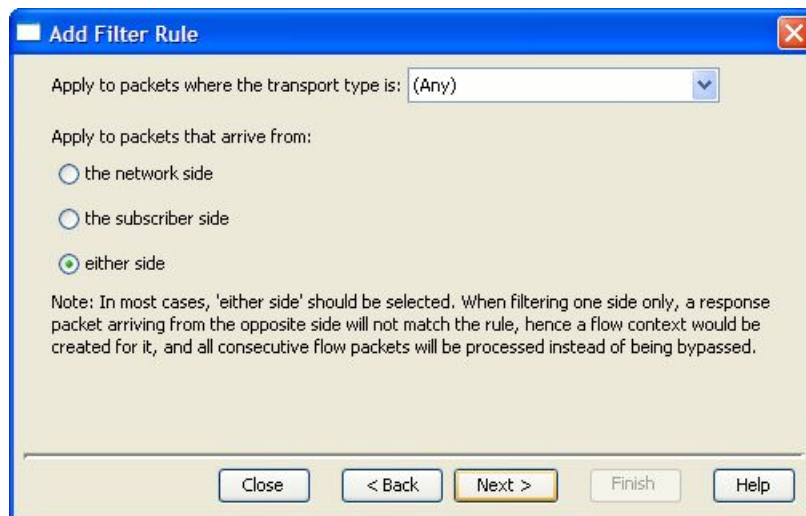 Add Filter Rule
Apply to packets where the transport type is: (Any)
Apply to packets that arrive from:
the network side
the subscriber side
either side
Note: In most cases, 'either side' should be selected. When filtering one side only, a response
packet arriving from the opposite side will not match the rule, hence a flow context would be
created for it, and all consecutive flow packets will be processed instead of being bypassed.
Close < Back Next > Finish Help